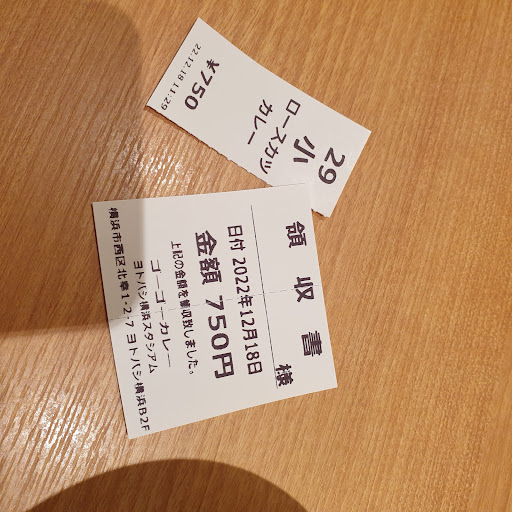 29
小
ロースカツ
カレー
¥750
22.12.18 11:29
領収書
様
日付 2022年12月18日
金額 750円
上記の金額を領収致しました。
ゴーゴーカレー
ヨドバシ横浜スタジアム
横浜市西区北幸1-2-7 ヨドバシ横浜B2F